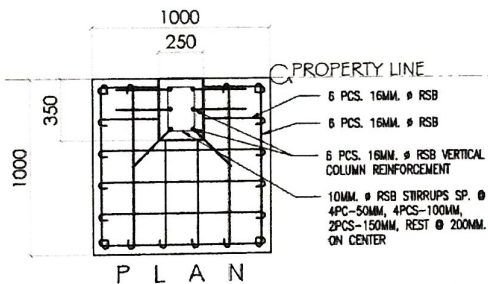 1000
250
PROPERTY LINE
350
1000
6 PCS. 16MM. ø RSB
6 PCS. 16MM. ø RSB
6 PCS. 16MM. ø RSB VERTICAL
COLUMN REINFORCEMENT
10MM. ø RSB STIRRUPS SP. @
4PC-50MM, 4PCS-100MM,
2PCS-150MM, REST @ 200MM.
ON CENTER
P L A N